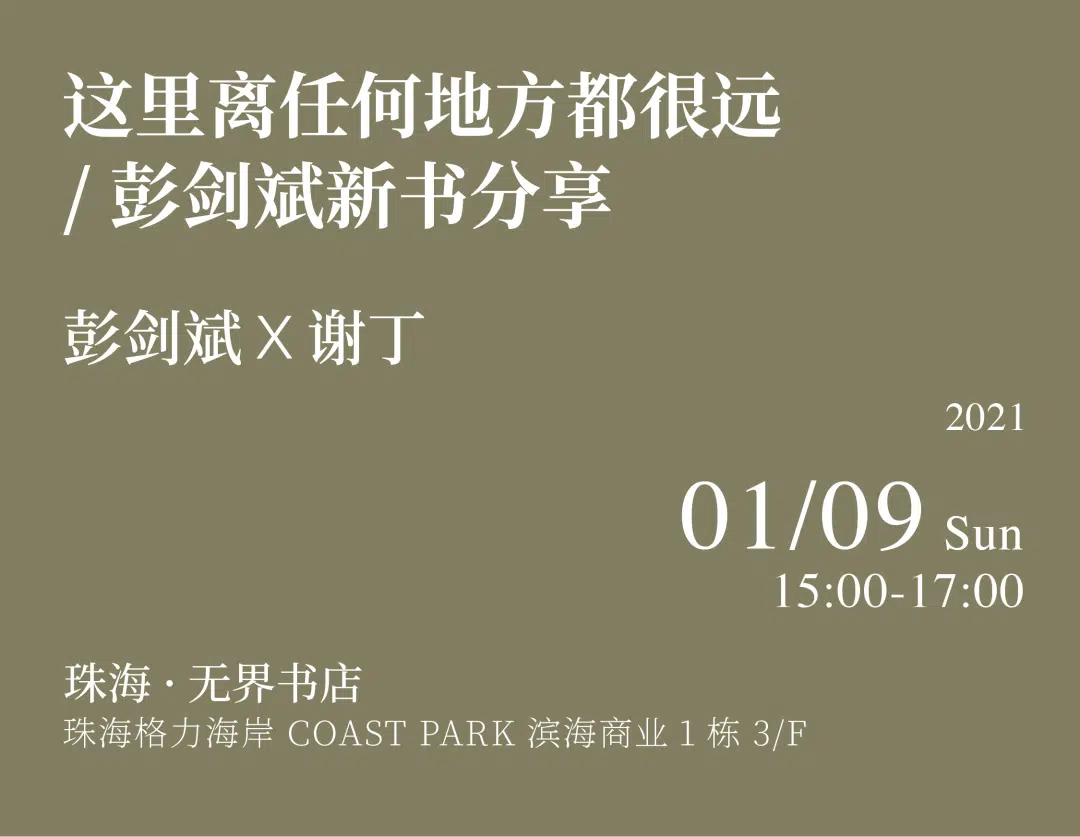 这里离任何地方都很远
/ 彭剑斌新书分享
彭剑斌 X 谢丁
2021
01/09 Sun
15:00-17:00
珠海 · 无界书店
珠海格力海岸 COAST PARK 滨海商业 1 栋 3/F